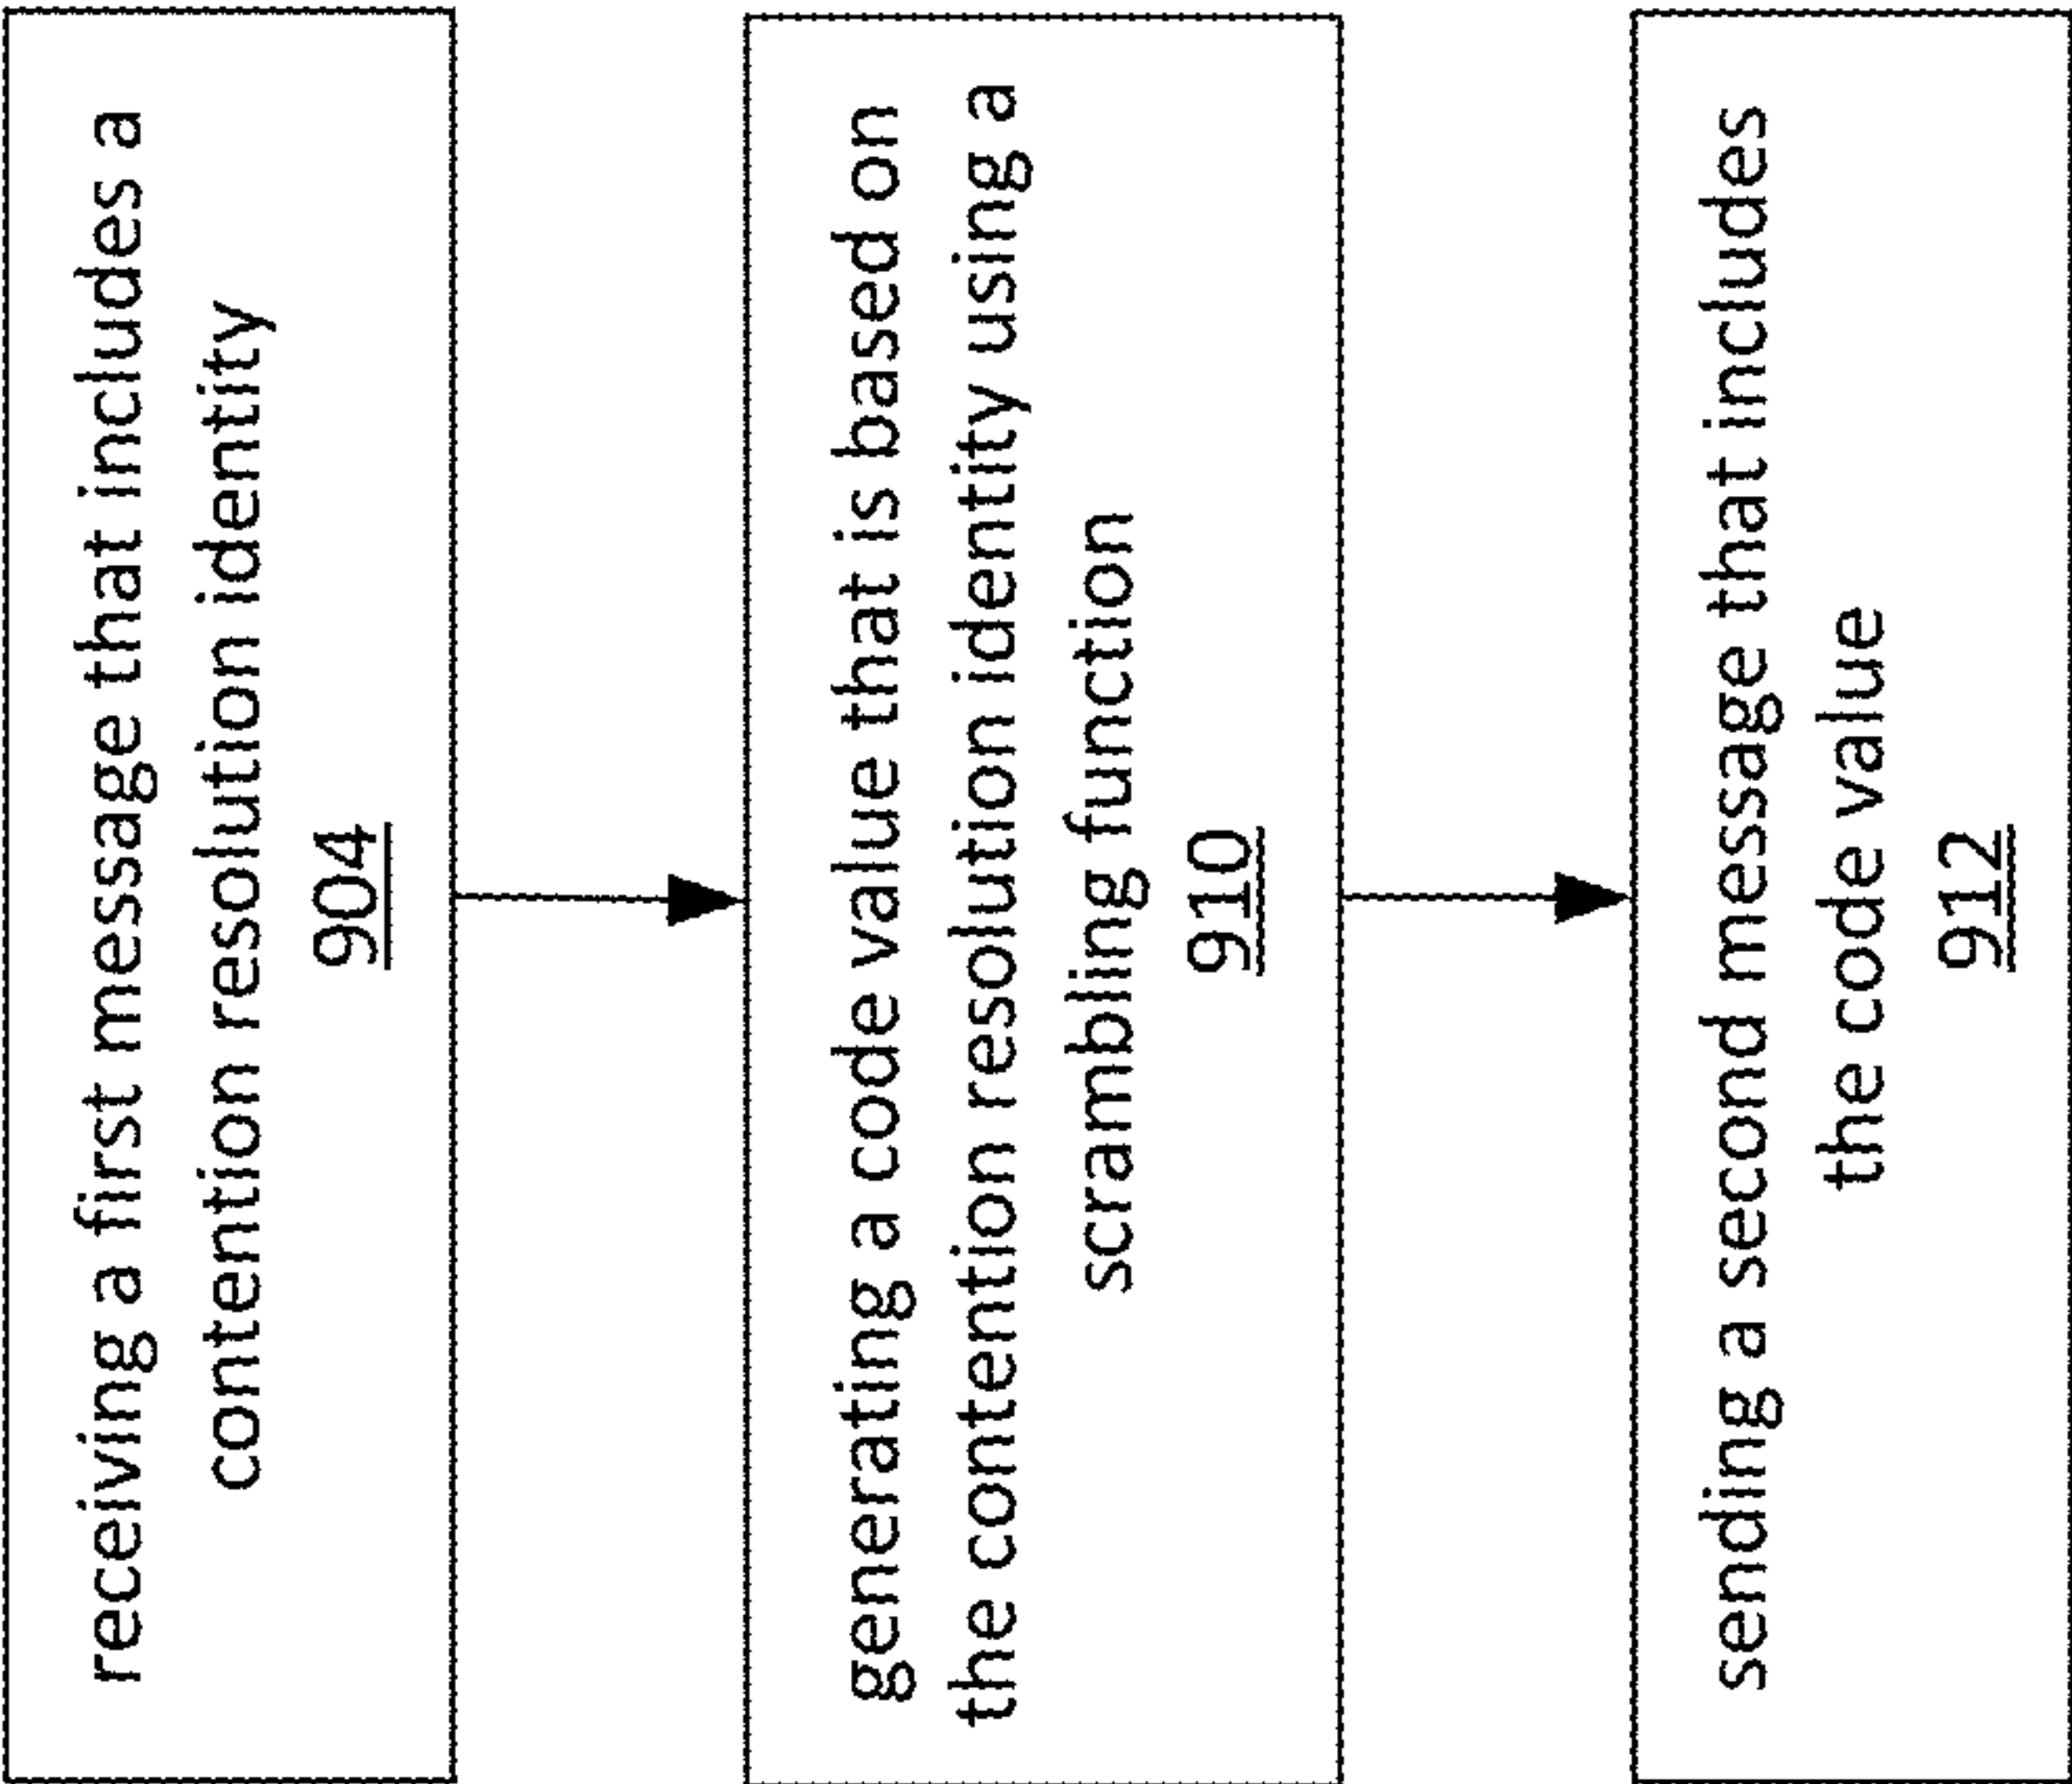 receiving a first message that includes a
contention resolution identity
904
generating a code value that is based on
the contention resolution identity using a
scrambling function
910
sending a second message that includes
the code value
912